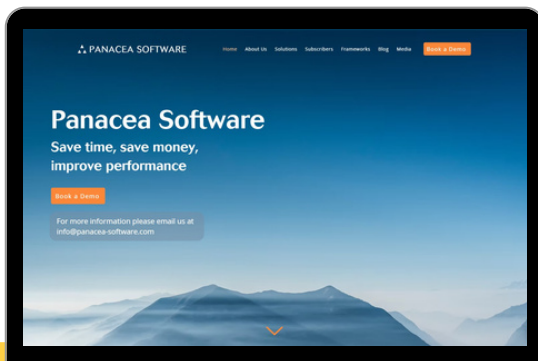 PANACEA SOFTWARE
Home About Us Solutions Subscribers Frameworks Blog Media Book a Demo
Panacea Software
Save time, save money,
improve performance
Book a Demo
For more information please email us at
info@panacea-software.com